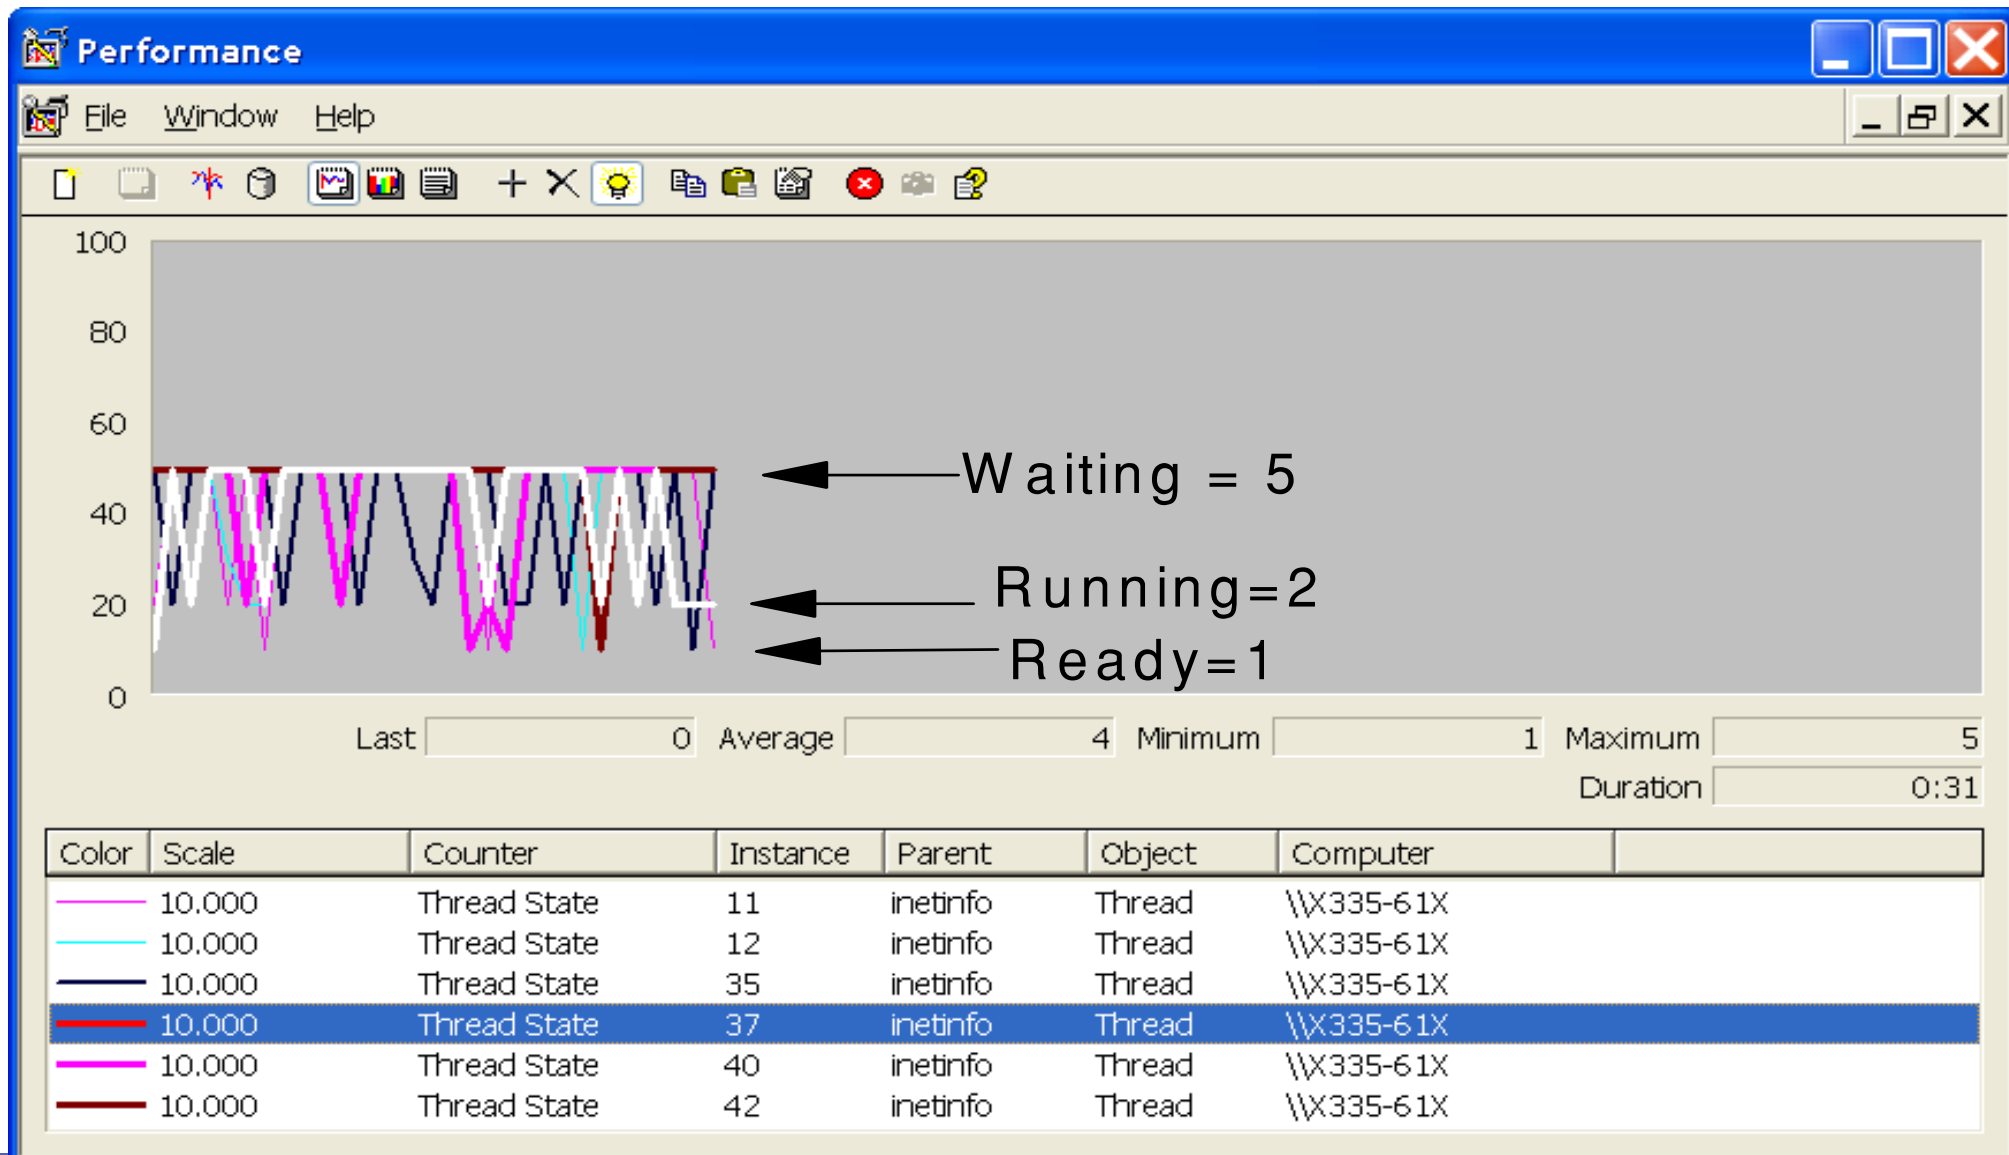 Performance
File Window Help
100
80
60
40
20
0
Waiting = 5
Running=2
Ready=1
Last 0 Average 4 Minimum 1 Maximum 5
Duration 0:31
Color Scale Counter Instance Parent Object Computer
10.000 Thread State 11 inetinfo Thread \\X335-61X
10.000 Thread State 12 inetinfo Thread \\X335-61X
10.000 Thread State 35 inetinfo Thread \\X335-61X
10.000 Thread State 37 inetinfo Thread \\X335-61X
10.000 Thread State 40 inetinfo Thread \\X335-61X
10.000 Thread State 42 inetinfo Thread \\X335-61X